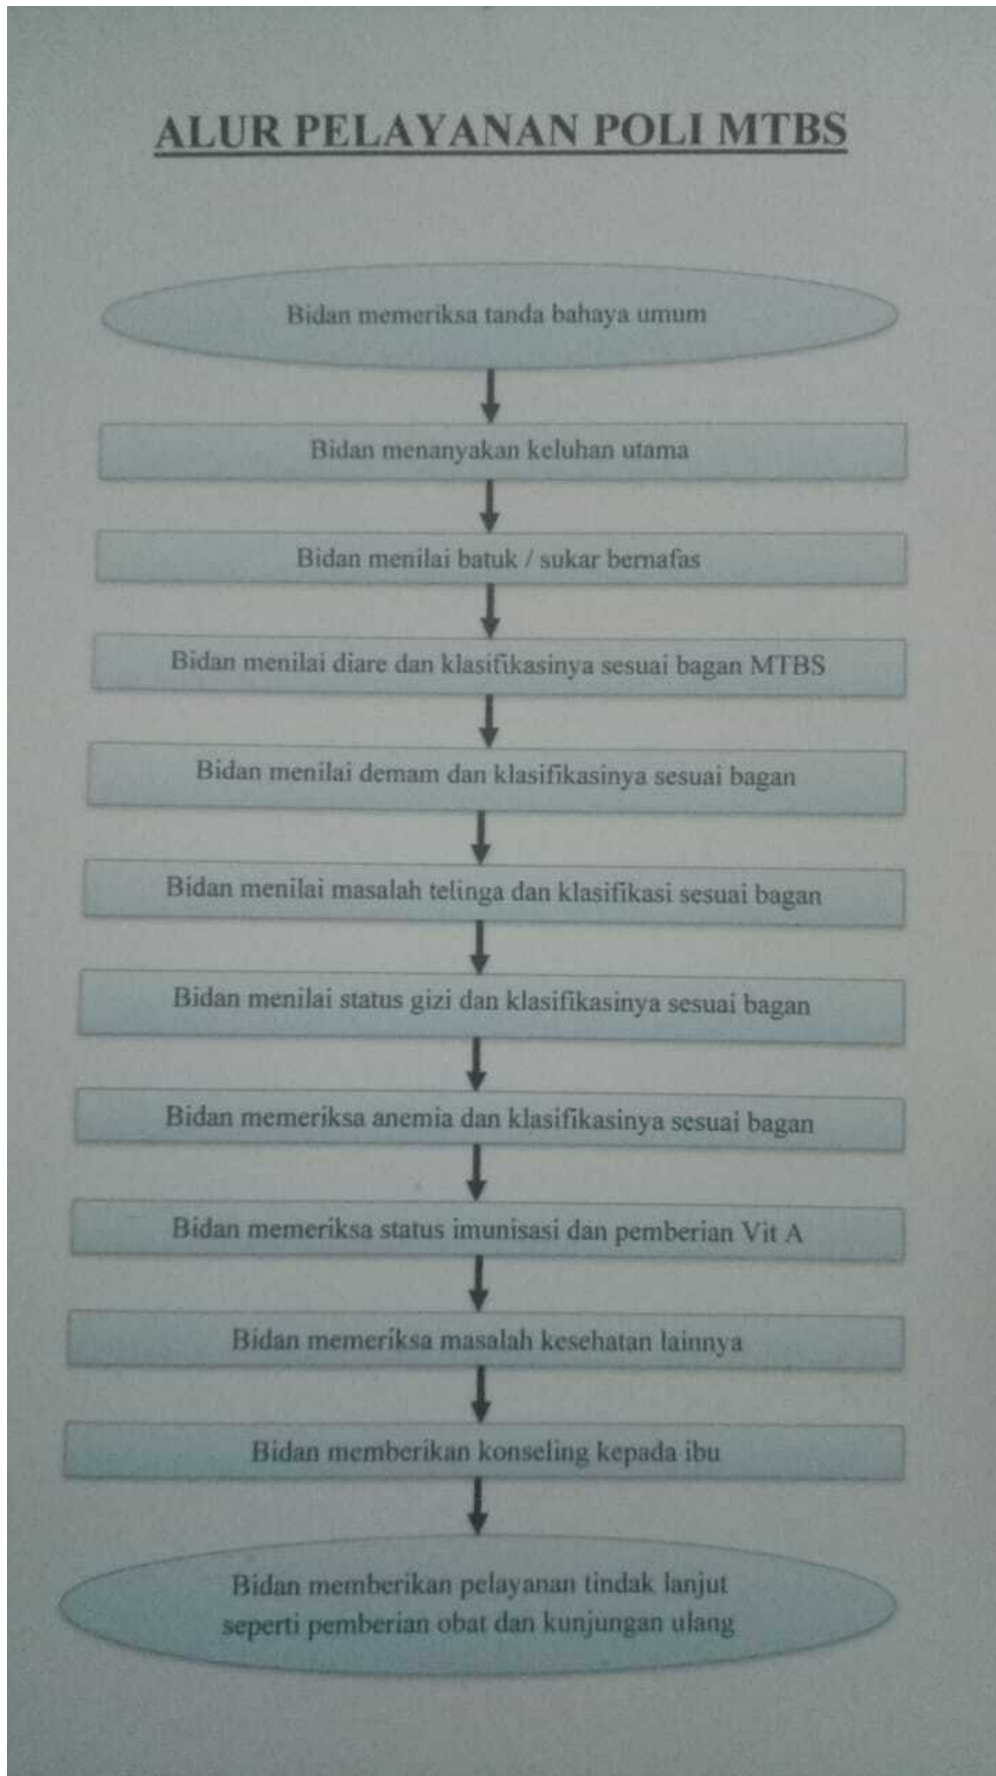 ALUR PELAYANAN POLI MTBS
Bidan memeriksa tanda bahaya umum
Bidan menanyakan keluhan utama
Bidan menilai batuk / sukar bernafas
Bidan menilai diare dan klasifikasinya sesuai bagan MTBS
Bidan menilai demam dan klasifikasinya sesuai bagan
Bidan menilai masalah telinga dan klasifikasi sesuai bagan
Bidan menilai status gizi dan klasifikasinya sesuai bagan
Bidan memeriksa anemia dan klasifikasinya sesuai bagan
Bidan memeriksa status imunisasi dan pemberian Vit A
Bidan memeriksa masalah kesehatan lainnya
Bidan memberikan konseling kepada ibu
Bidan memberikan pelayanan tindak lanjut
seperti pemberian obat dan kunjungan ulang